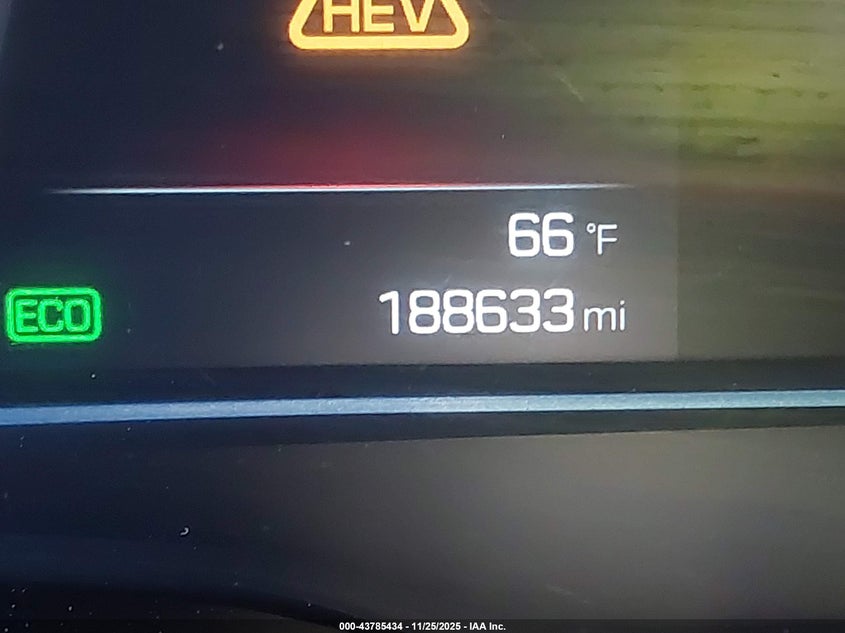 HEV
66 °F
ECO
188633 mi
000-43785434 - 11/25/2025 - IAA Inc.